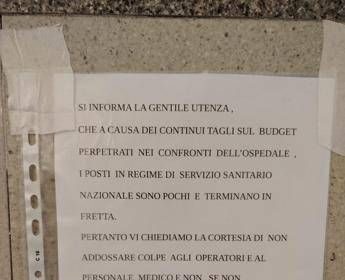 SI INFORMA LA GENTILE UTENZA ,
CHE A CAUSA DEI CONTINUI TAGLI SUL BUDGET
PERPETRATI NEI CONFRONTI DELL'OSPEDALE ,
I POSTI IN REGIME DI SERVIZIO SANITARIO
NAZIONALE SONO POCHI E TERMINANO IN
FRETTA.
PERTANTO VI CHIEDIAMO LA CORTESIA DI NON
ADDOSSARE COLPE AGLI OPERATORI E AL
PERSONALE MEDICO E NON SE NON